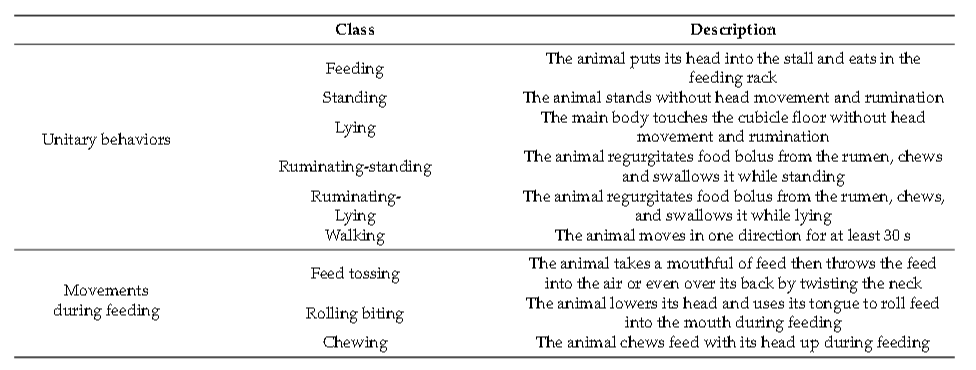 Class Description
Unitary behaviors
Feeding
The animal puts its head into the stall and eats in the
feeding rack
Standing
The animal stands without head movement and rumination
Lying
The main body touches the cubicle floor without head
movement and rumination
Ruminating-standing
The animal regurgitates food bolus from the rumen, chews
and swallows it while standing
Ruminating-
Lying
The animal regurgitates food bolus from the rumen, chews,
and swallows it while lying
Walking
The animal moves in one direction for at least 30 s
Movements
during feeding
Feed tossing
The animal takes a mouthful of feed then throws the feed
into the air or even over its back by twisting the neck
Rolling biting
The animal lowers its head and uses its tongue to roll feed
into the mouth during feeding
Chewing
The animal chews feed with its head up during feeding